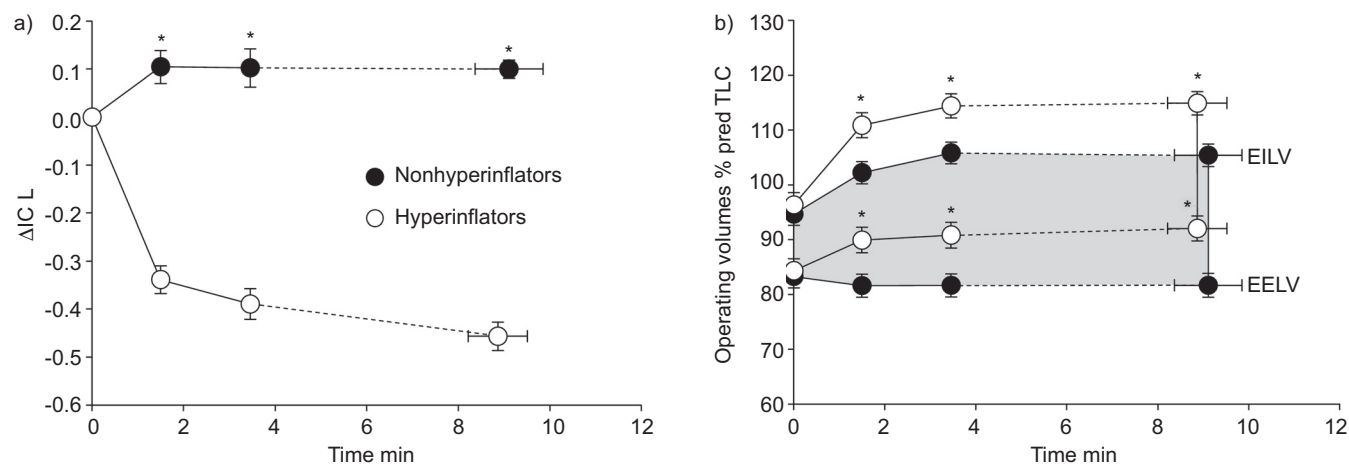 a)
0.2
0.1
0.0
-0.1
-0.2
-0.3
-0.4
-0.5
-0.6
ΔIC L
*
*
*
Nonhyperinflators
Hyperinflators
0 2 4 6 8 10 12
Time min
b)
130
120
110
100
90
80
70
60
Operating volumes % pred TLC
*
*
*
*
*
*
EILV
EELV
0 2 4 6 8 10 12
Time min